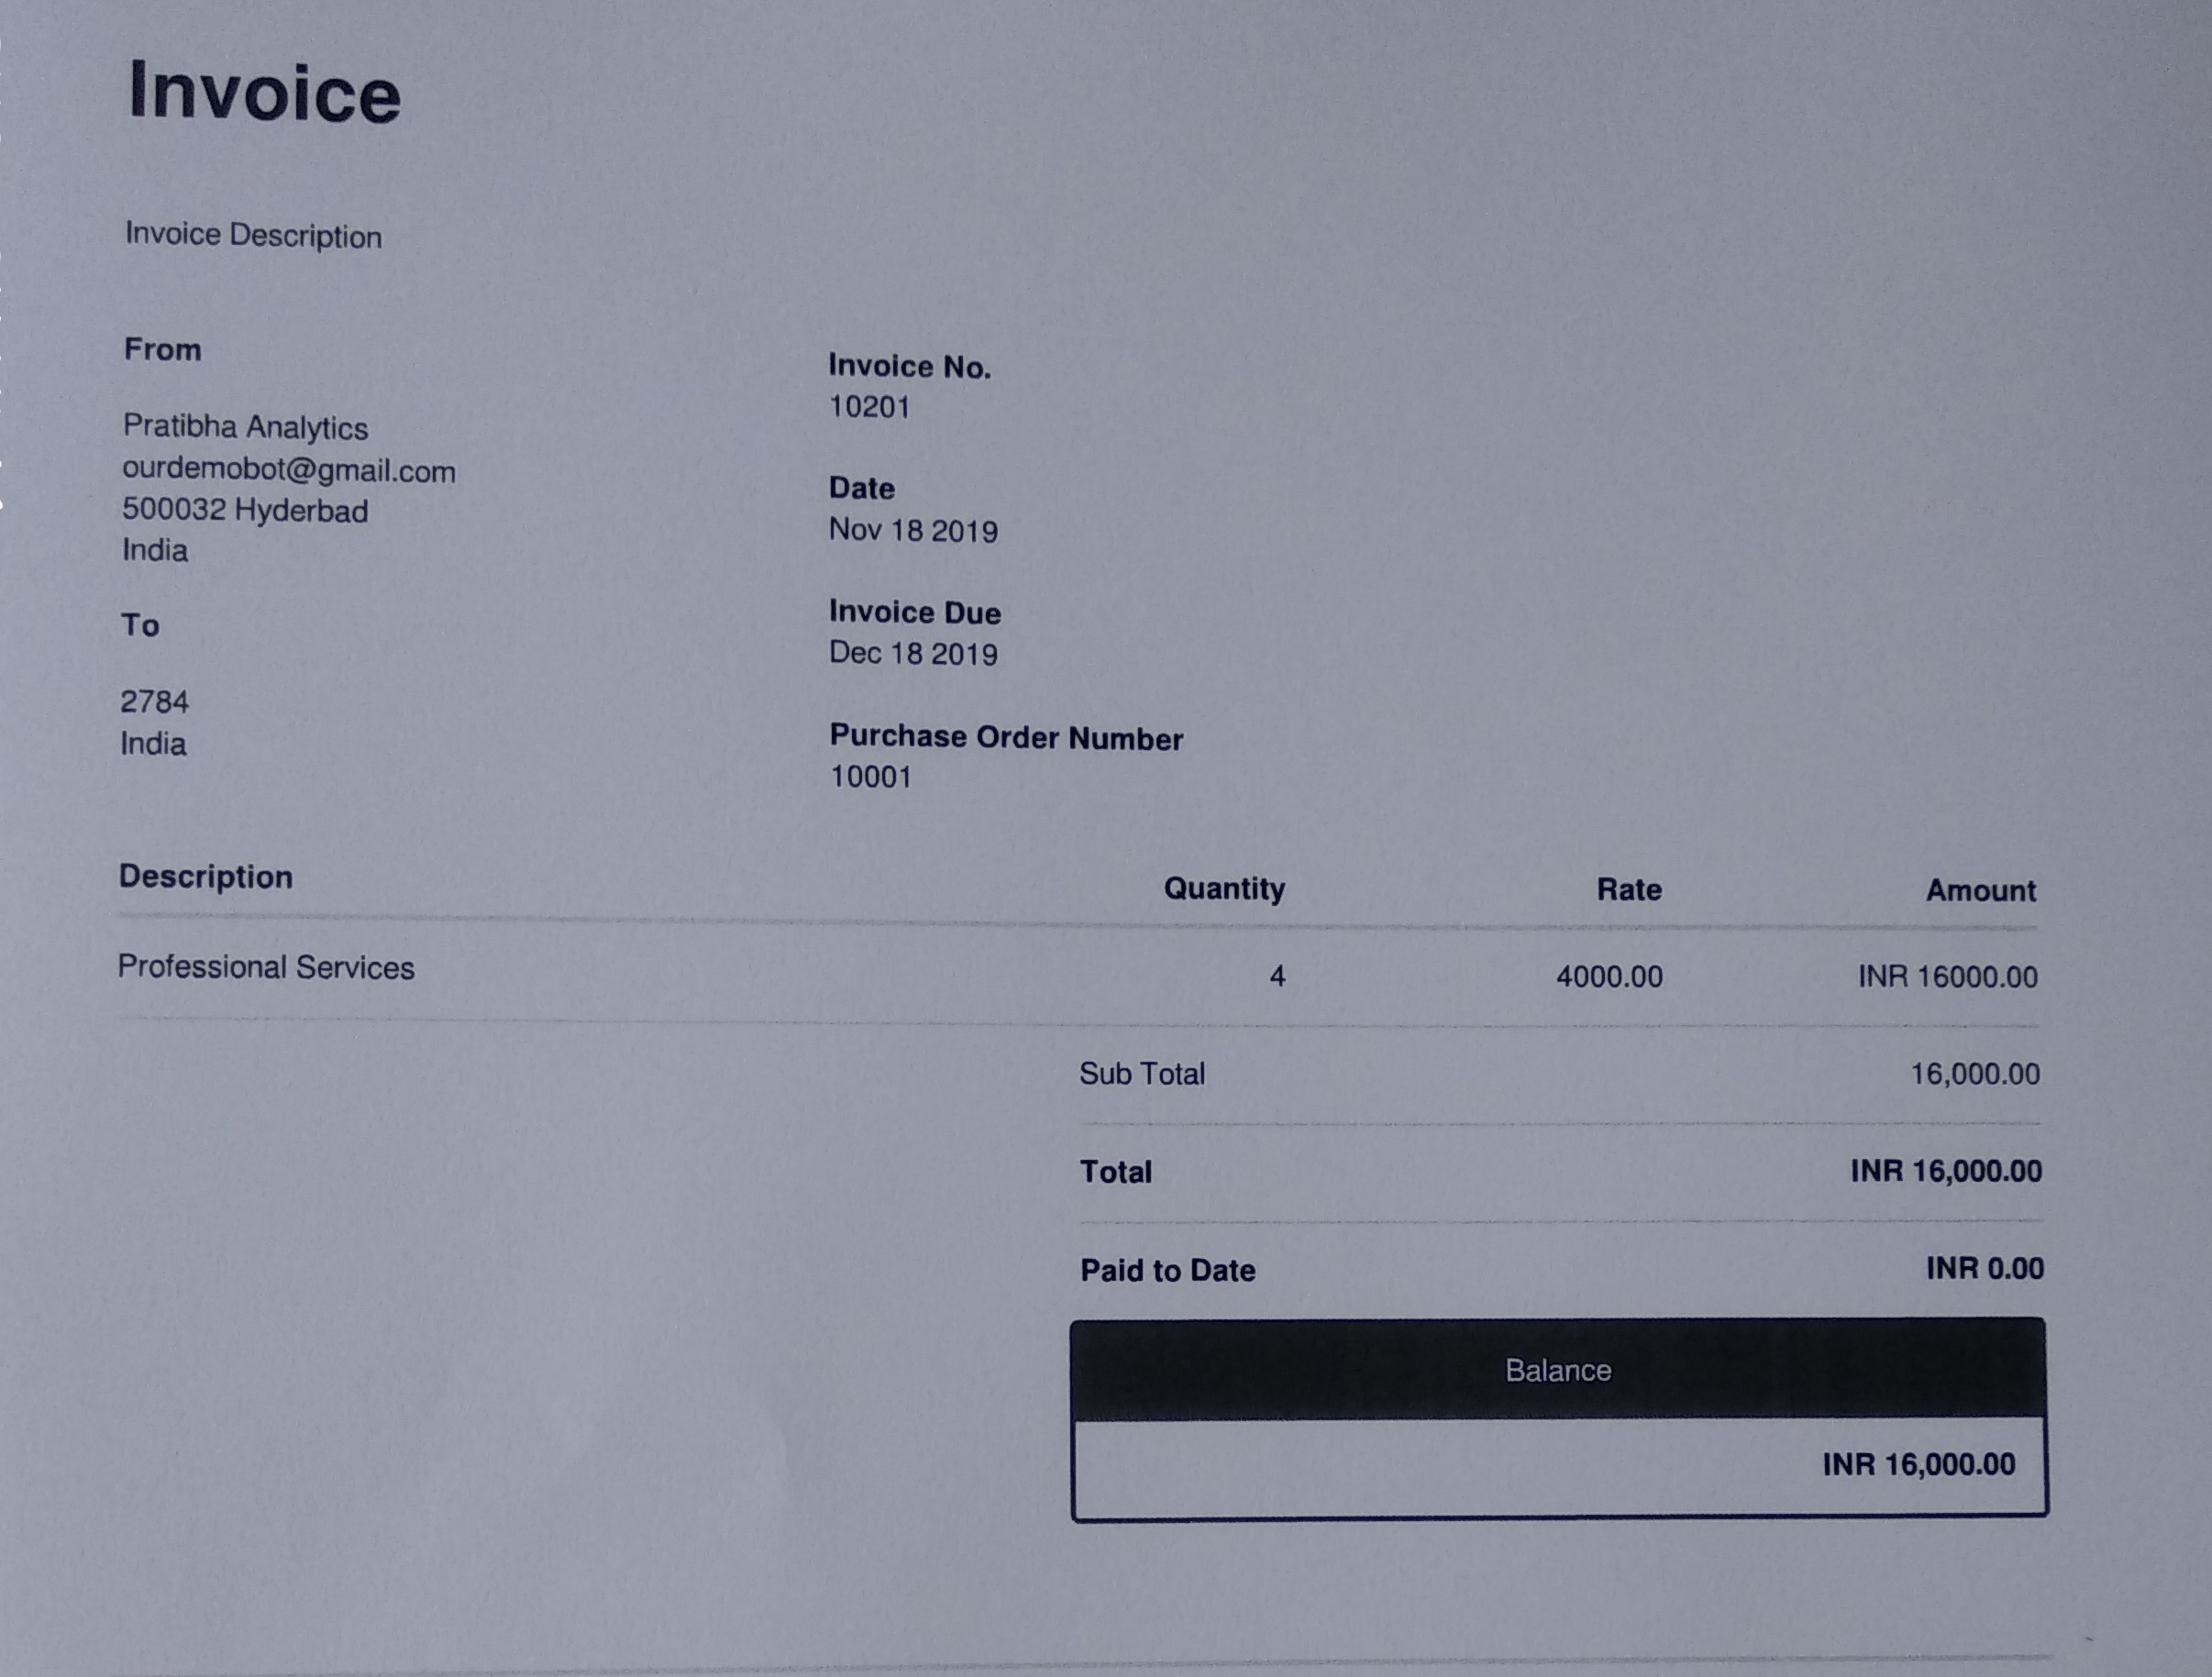 Invoice
Invoice Description
From
Pratibha Analytics
ourdemobot@gmail.com
500032 Hyderbad
India
To
2784
India
Invoice No.
10201
Date
Nov 18 2019
Invoice Due
Dec 18 2019
Purchase Order Number
10001
Description Quantity Rate Amount
Professional Services 4 4000.00 INR 16000.00
Sub Total 16,000.00
Total INR 16,000.00
Paid to Date INR 0.00
Balance
INR 16,000.00